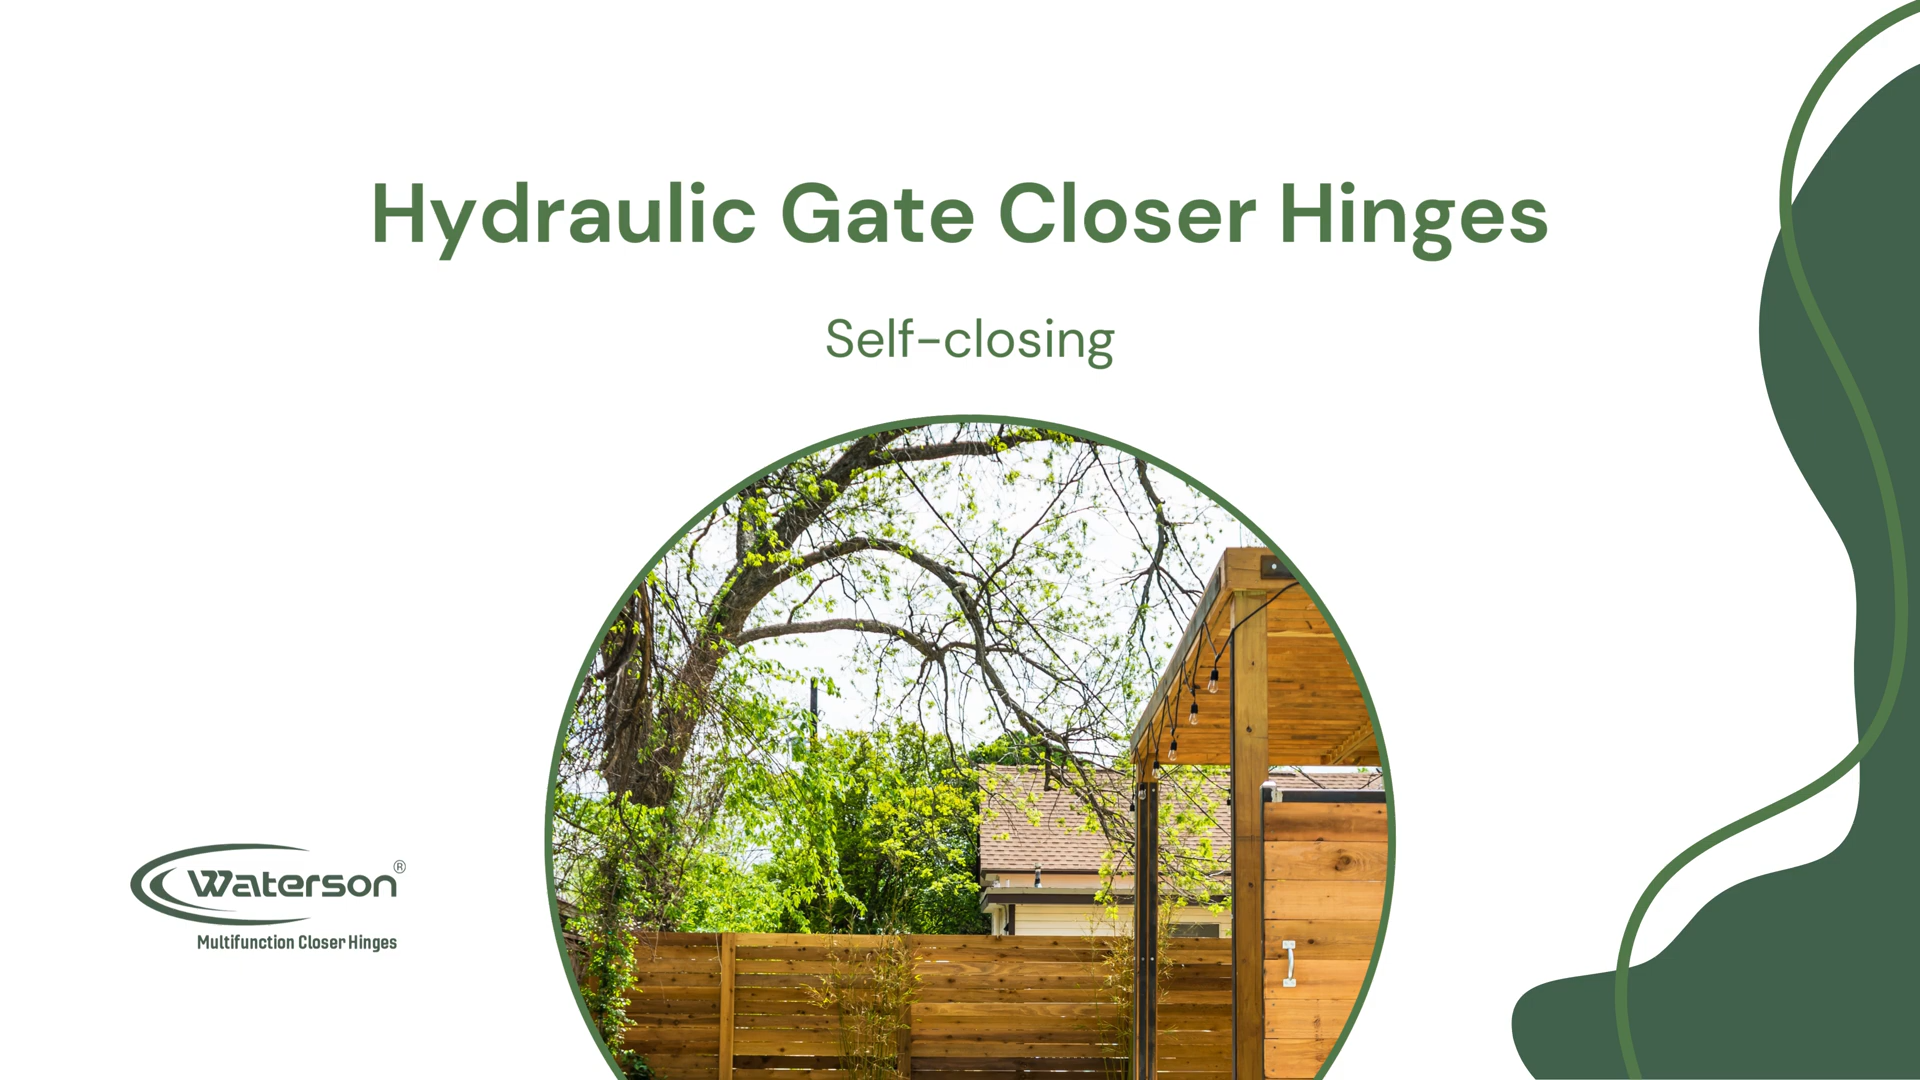 Hydraulic Gate Closer Hinges
Self-closing
Waterson®
Multifunction Closer Hinges